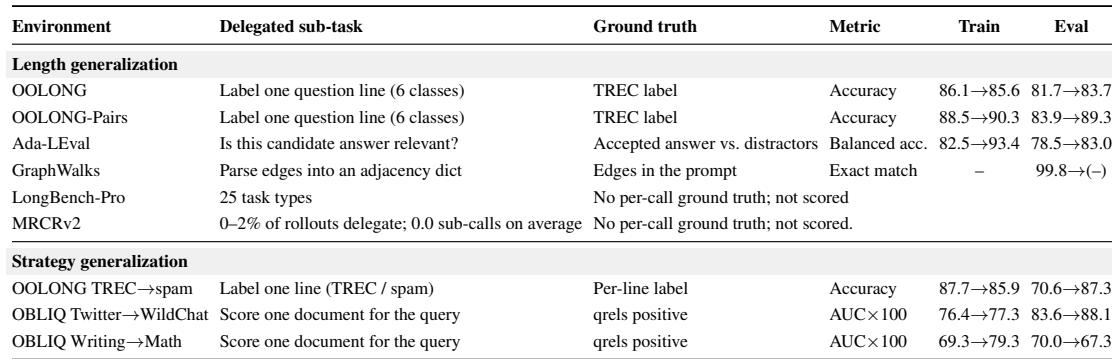 Environment Delegated sub-task Ground truth Metric Train Eval
Length generalization
OOLONG Label one question line (6 classes) TREC label Accuracy 86.1→85.6 81.7→83.7
OOLONG-Pairs Label one question line (6 classes) TREC label Accuracy 88.5→90.3 83.9→89.3
Ada-LEval Is this candidate answer relevant? Accepted answer vs. distractors Balanced acc. 82.5→93.4 78.5→83.0
GraphWalks Parse edges into an adjacency dict Edges in the prompt Exact match – 99.8→(–)
LongBench-Pro 25 task types No per-call ground truth; not scored
MRCRv2 0–2% of rollouts delegate; 0.0 sub-calls on average No per-call ground truth; not scored.
Strategy generalization
OOLONG TREC→spam Label one line (TREC / spam) Per-line label Accuracy 87.7→85.9 70.6→87.3
OBLIQ Twitter→WildChat Score one document for the query qrels positive AUC×100 76.4→77.3 83.6→88.1
OBLIQ Writing→Math Score one document for the query qrels positive AUC×100 69.3→79.3 70.0→67.3